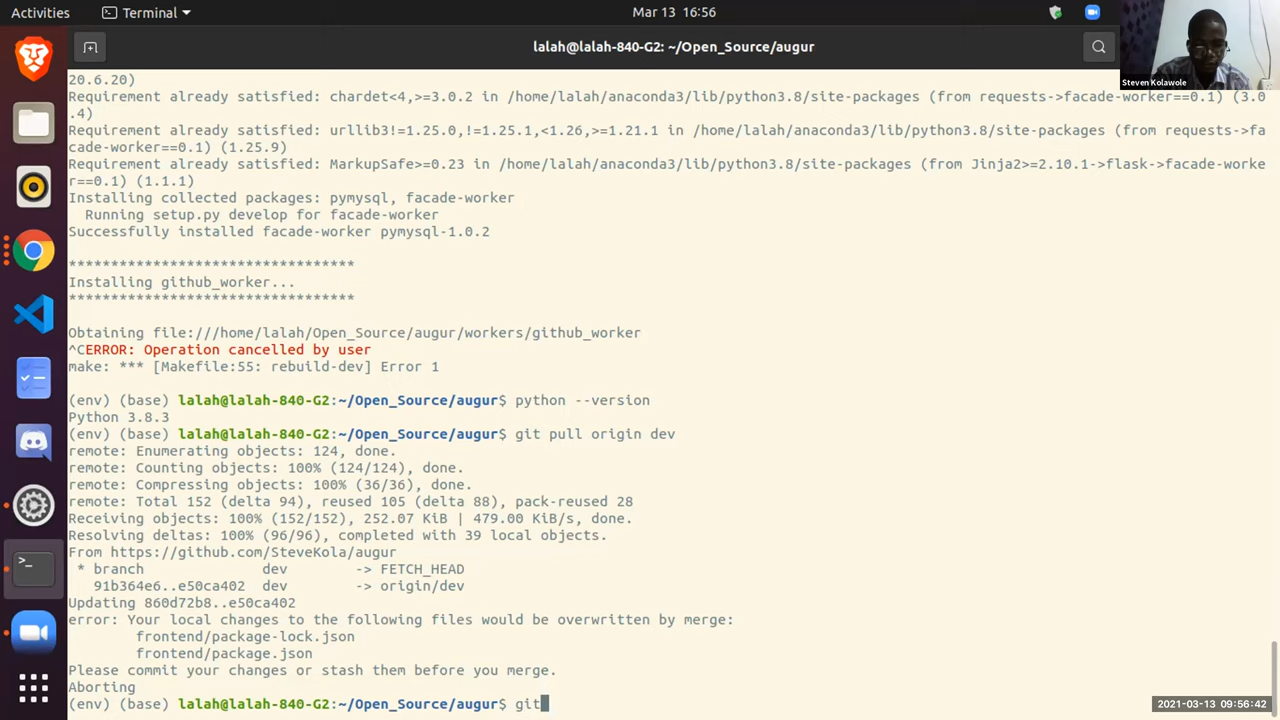 Activities
Terminal
Mar 13 16:56
lalah@lalah-840-G2: ~/Open_Source/augur
Steven Kolawole
20.6.20)
Requirement already satisfied: chardet<4,>=3.0.2 in /home/lalah/anaconda3/lib/python3.8/site-packages (from requests->facade-worker==0.1) (3.0
.4)
Requirement already satisfied: urllib3!=1.25.0,!=1.25.1,<1.26,>=1.21.1 in /home/lalah/anaconda3/lib/python3.8/site-packages (from requests->fa
cade-worker==0.1) (1.25.9)
Requirement already satisfied: MarkupSafe>=0.23 in /home/lalah/anaconda3/lib/python3.8/site-packages (from Jinja2>=2.10.1->flask->facade-worke
r==0.1) (1.1.1)
Installing collected packages: pymysql, facade-worker
Running setup.py develop for facade-worker
Successfully installed facade-worker pymysql-1.0.2
**********************************
Installing github_worker...
**********************************
Obtaining file:///home/lalah/Open_Source/augur/workers/github_worker
^CERROR: Operation cancelled by user
make: *** [Makefile:55: rebuild-dev] Error 1
(env) (base) lalah@lalah-840-G2:~/Open_Source/augur$ python --version
Python 3.8.3
(env) (base) lalah@lalah-840-G2:~/Open_Source/augur$ git pull origin dev
remote: Enumerating objects: 124, done.
remote: Counting objects: 100% (124/124), done.
remote: Compressing objects: 100% (36/36), done.
remote: Total 152 (delta 94), reused 105 (delta 88), pack-reused 28
Receiving objects: 100% (152/152), 252.07 KiB | 479.00 KiB/s, done.
Resolving deltas: 100% (96/96), completed with 39 local objects.
From https://github.com/SteveKola/augur
* branch dev -> FETCH_HEAD
91b364e6..e50ca402 dev -> origin/dev
Updating 860d72b8..e50ca402
error: Your local changes to the following files would be overwritten by merge:
frontend/package-lock.json
frontend/package.json
Please commit your changes or stash them before you merge.
Aborting
(env) (base) lalah@lalah-840-G2:~/Open_Source/augur$ git
2021-03-13 09:56:42